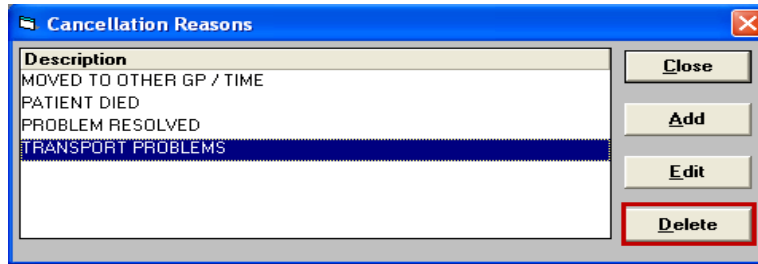 Cancellation Reasons
Description
MOVED TO OTHER GP / TIME
PATIENT DIED
PROBLEM RESOLVED
TRANSPORT PROBLEMS
Close
Add
Edit
Delete